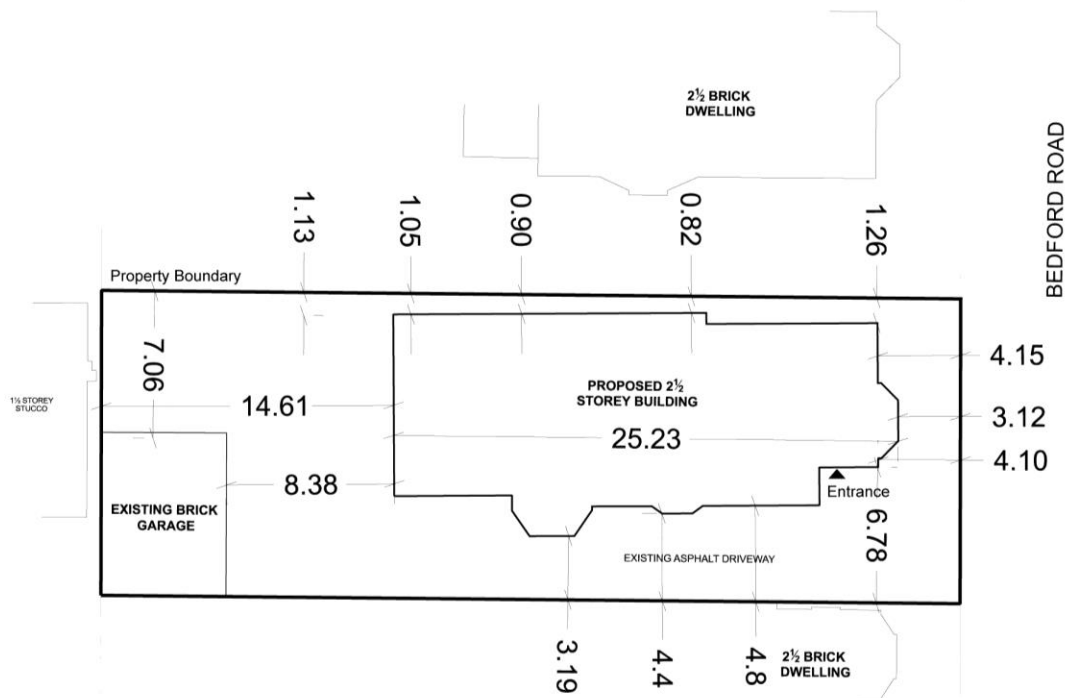 2½ BRICK
DWELLING
BEDFORD ROAD
1.13
1.05
0.90
0.82
1.26
Property Boundary
7.06
4.15
1½ STOREY
STUCCO
14.61
PROPOSED 2½
STOREY BUILDING
3.12
25.23
4.10
8.38
Entrance
EXISTING BRICK
GARAGE
6.78
EXISTING ASPHALT DRIVEWAY
3.19
4.4
4.8
2½ BRICK
DWELLING